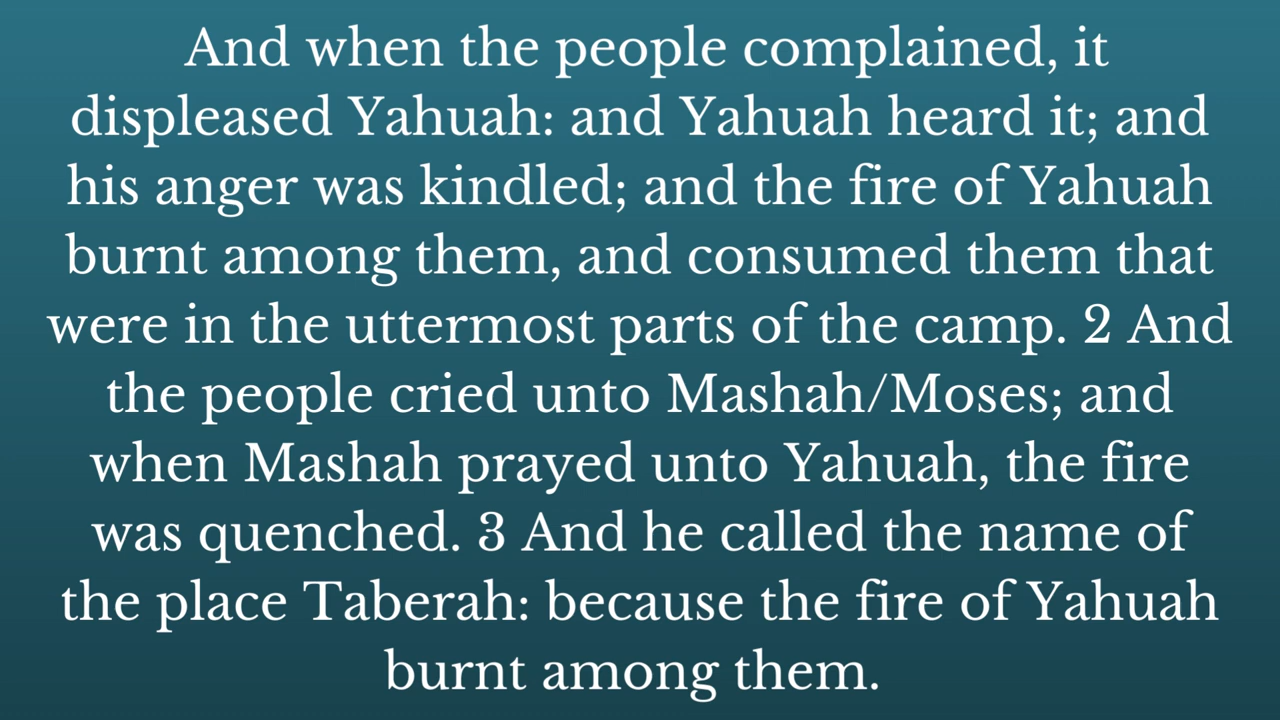 And when the people complained, it
displeased Yahuah: and Yahuah heard it; and
his anger was kindled; and the fire of Yahuah
burnt among them, and consumed them that
were in the uttermost parts of the camp. 2 And
the people cried unto Mashah/Moses; and
when Mashah prayed unto Yahuah, the fire
was quenched. 3 And he called the name of
the place Taberah: because the fire of Yahuah
burnt among them.